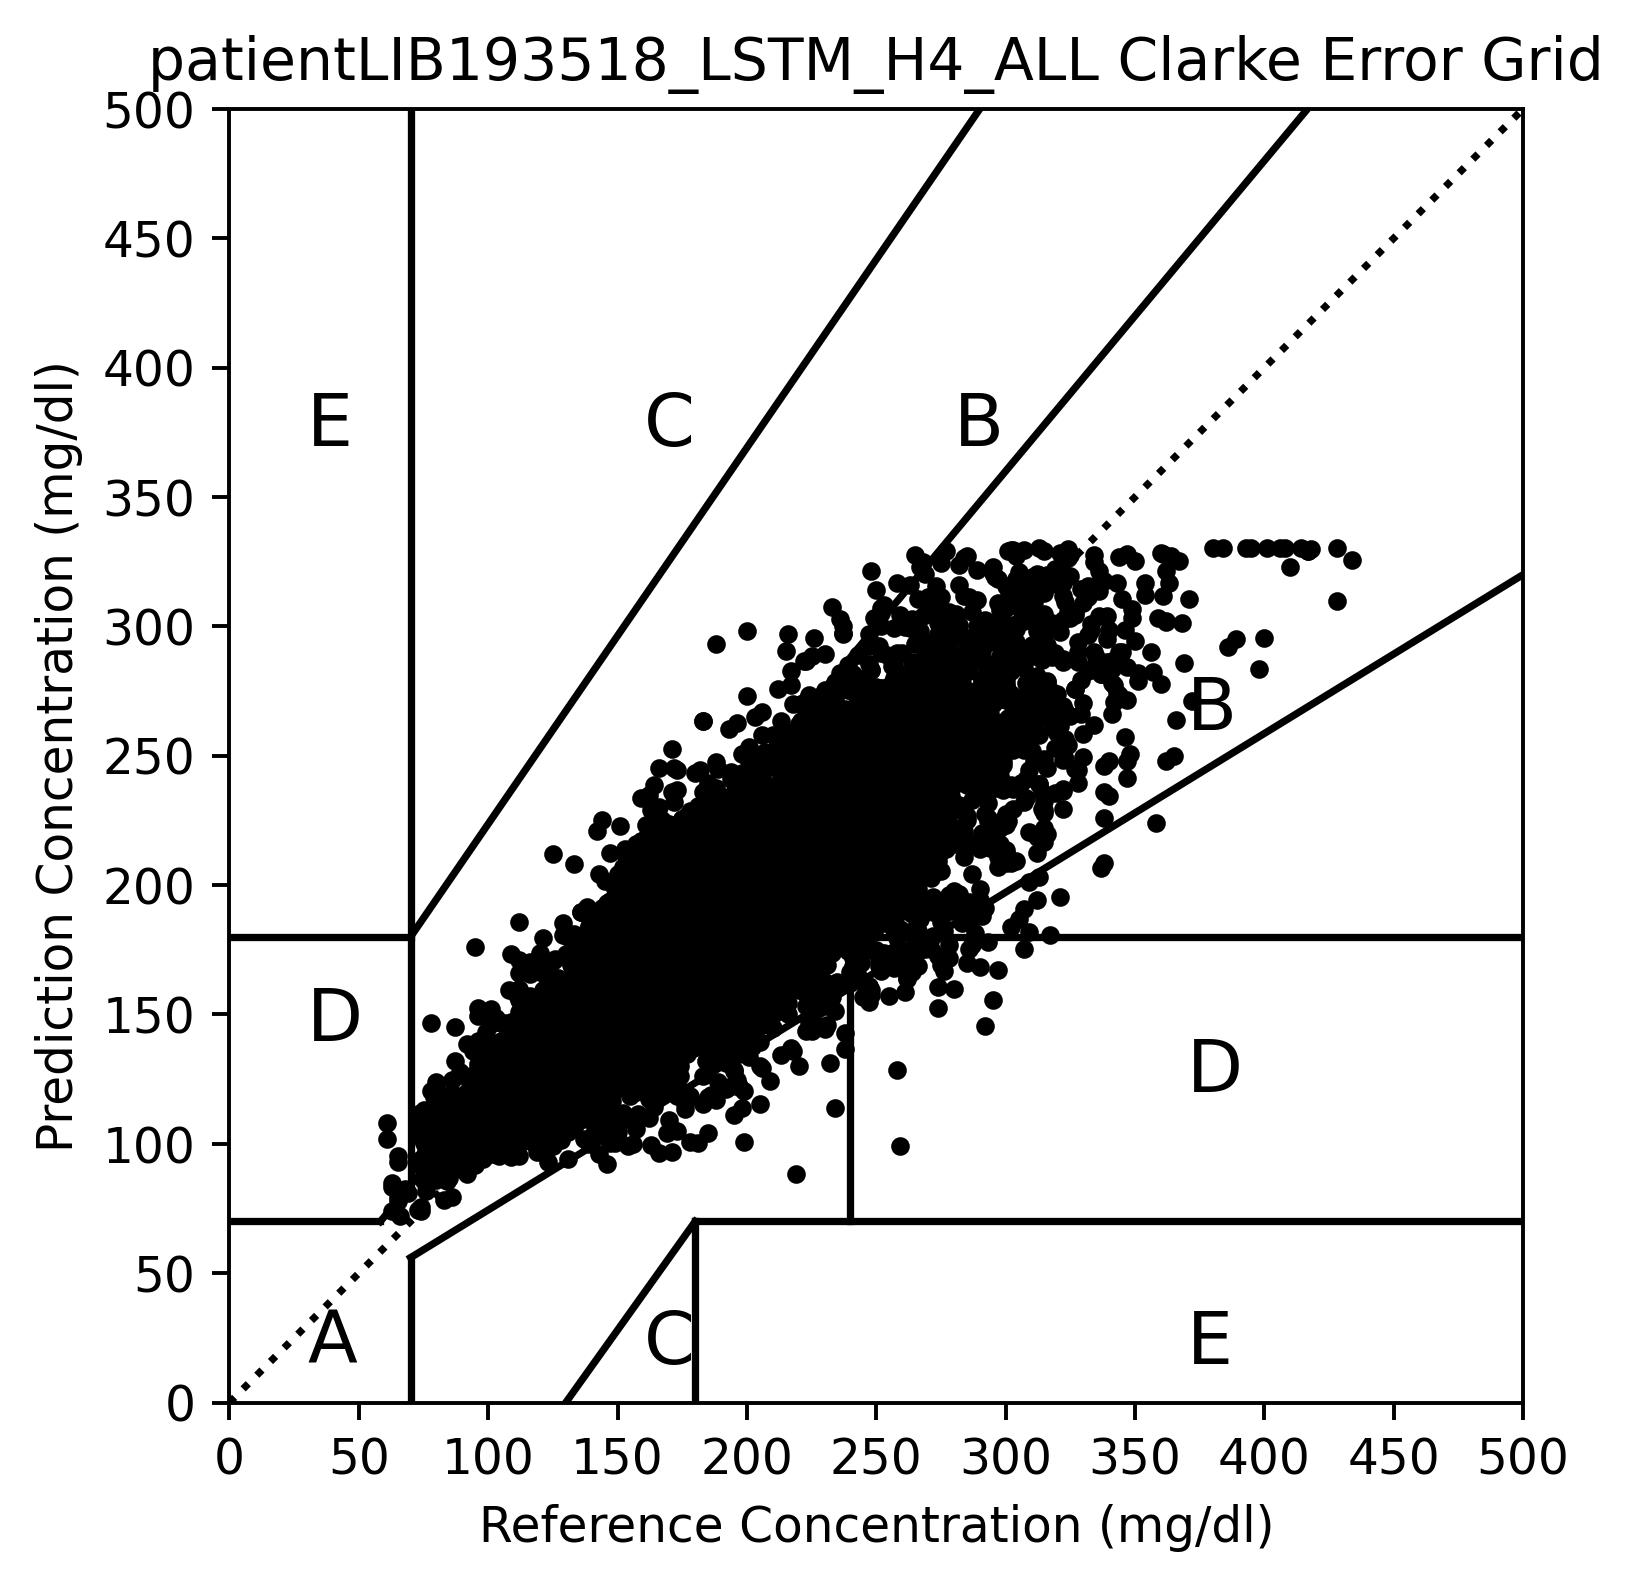 patientLIB193518_LSTM_H4_ALL Clarke Error Grid
500
450
400
350
300
250
200
150
100
50
0
Prediction Concentration (mg/dl)
E
C
B
B
D
D
A
C
E
0 50 100 150 200 250 300 350 400 450 500
Reference Concentration (mg/dl)